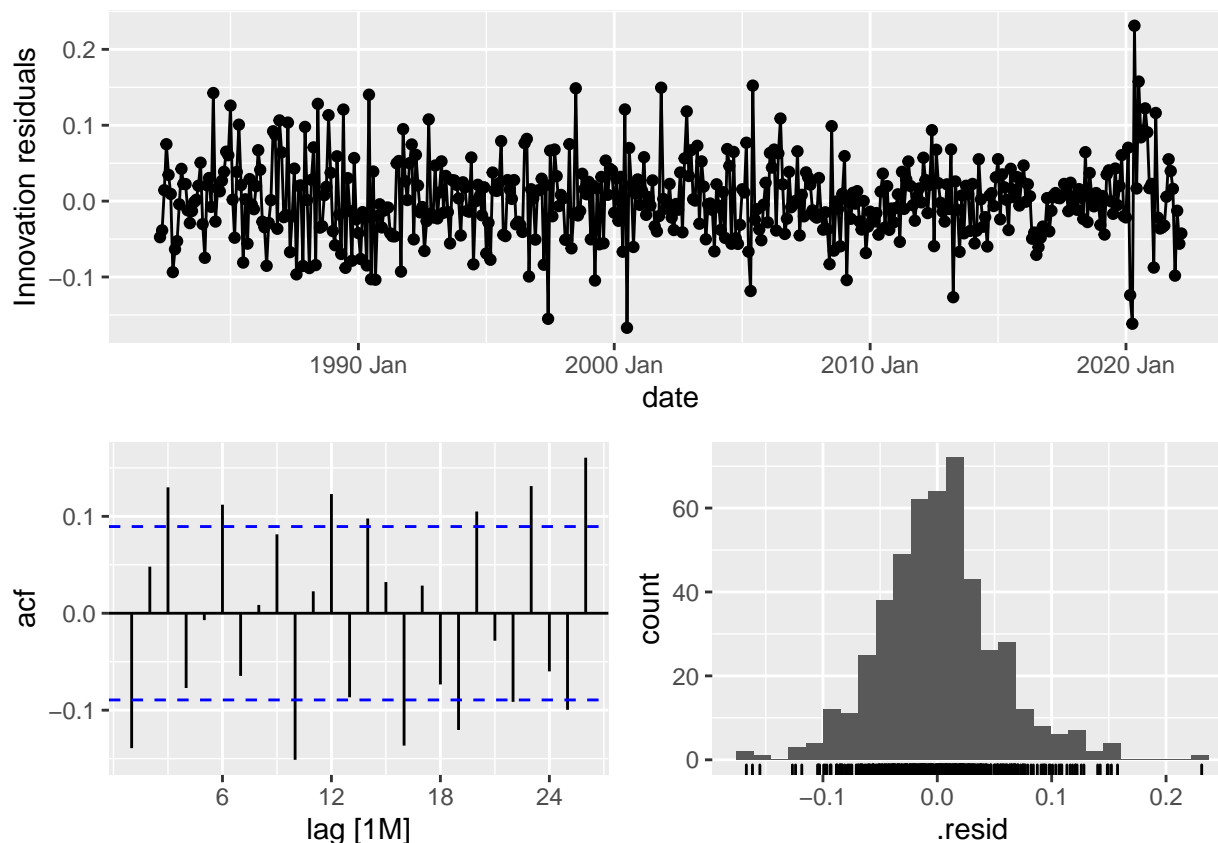 Innovation residuals
0.2
0.1
0.0
−0.1
1990 Jan
2000 Jan
2010 Jan
2020 Jan
date
acf
0.1
0.0
−0.1
6
12
18
24
lag [1M]
count
60
40
20
0
−0.1
0.0
0.1
0.2
.resid